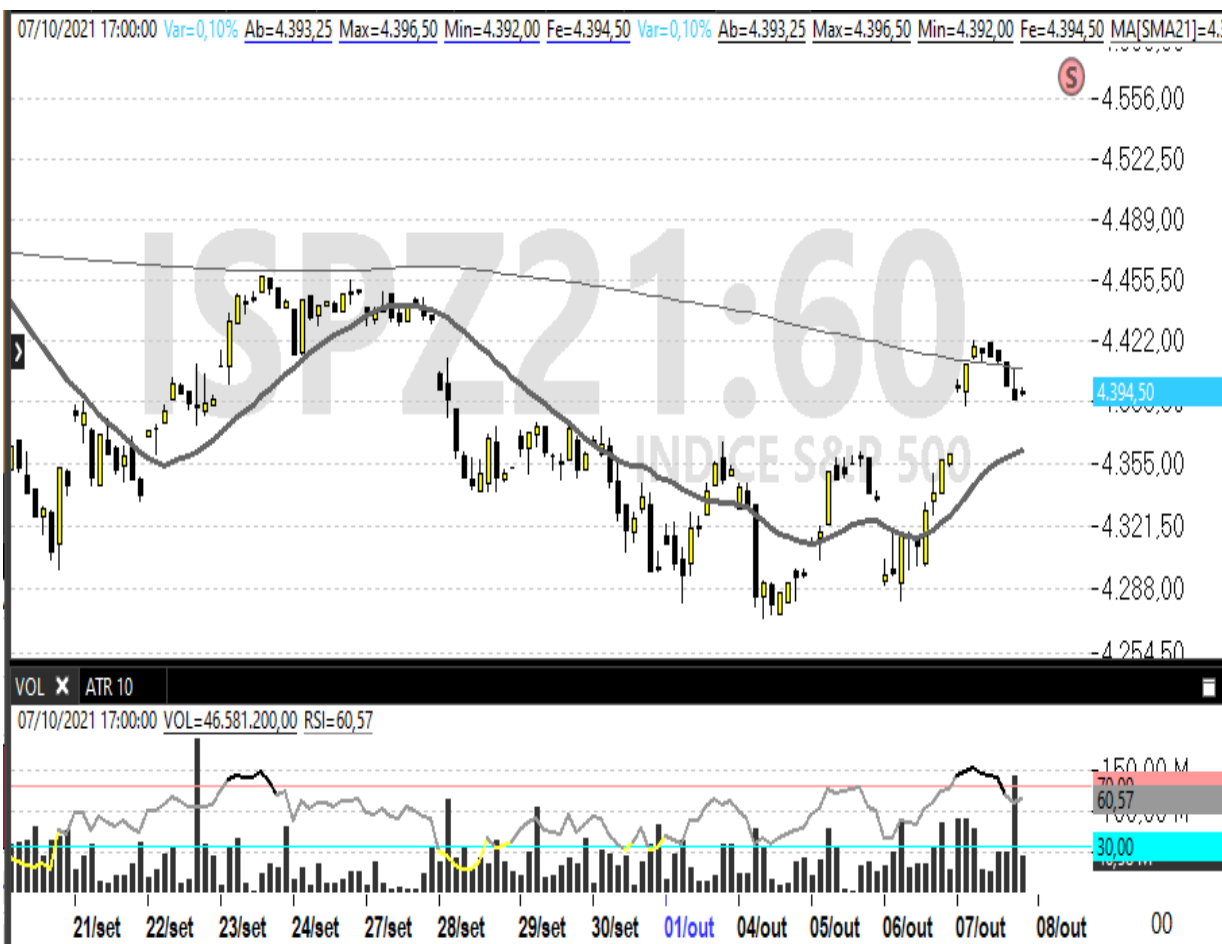 07/10/2021 17:00:00 Var=0,10% Ab=4.393,25 Max=4.396,50 Min=4.392,00 Fe=4.394,50 Var=0,10% Ab=4.393,25 Max=4.396,50 Min=4.392,00 Fe=4.394,50 MA[SMA21]=4.3
S
4.556,00
4.522,50
4.489,00
ISPZ21:60
4.455,50
4.422,00
4.394,50
INDICE S&P 500
4.355,00
4.321,50
4.288,00
4.254,50
VOL ATR 10
07/10/2021 17:00:00 VOL=46.581.200,00 RSI=60,57
150,00 M
70,00
60,57
100,00 M
30,00
21/set 22/set 23/set 24/set 27/set 28/set 29/set 30/set 01/out 04/out 05/out 06/out 07/out 08/out 00